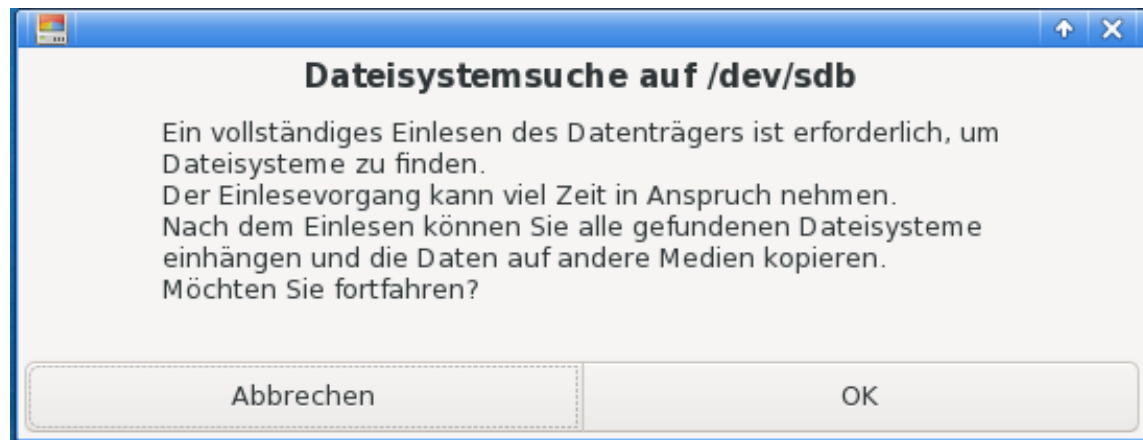 Dateisystemsuche auf /dev/sdb
Ein vollständiges Einlesen des Datenträgers ist erforderlich, um
Dateisysteme zu finden.
Der Einlesevorgang kann viel Zeit in Anspruch nehmen.
Nach dem Einlesen können Sie alle gefundenen Dateisysteme
einhängen und die Daten auf andere Medien kopieren.
Möchten Sie fortfahren?
Abbrechen
OK